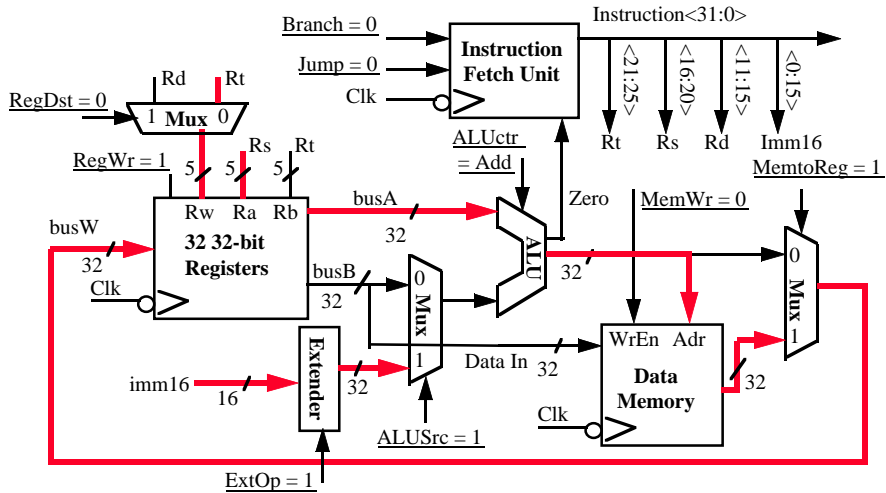 Branch = 0
Jump = 0
Clk
Instruction
Fetch Unit
Instruction<31:0>
<21:25>
<16:20>
<11:15>
<0:15>
Rt
Rs
Rd
Imm16
Rd
Rt
RegDst = 0
1
Mux
0
RegWr = 1
5
5
Rs
5
Rt
Rw
Ra
Rb
32 32-bit
Registers
busW
32
Clk
busA
32
busB
32
ALUctr
= Add
Zero
ALU
32
0
Mux
1
imm16
16
Extender
32
ExtOp = 1
ALUSrc = 1
Data In
32
MemWr = 0
WrEn
Adr
Data
Memory
Clk
32
MemtoReg = 1
0
Mux
1